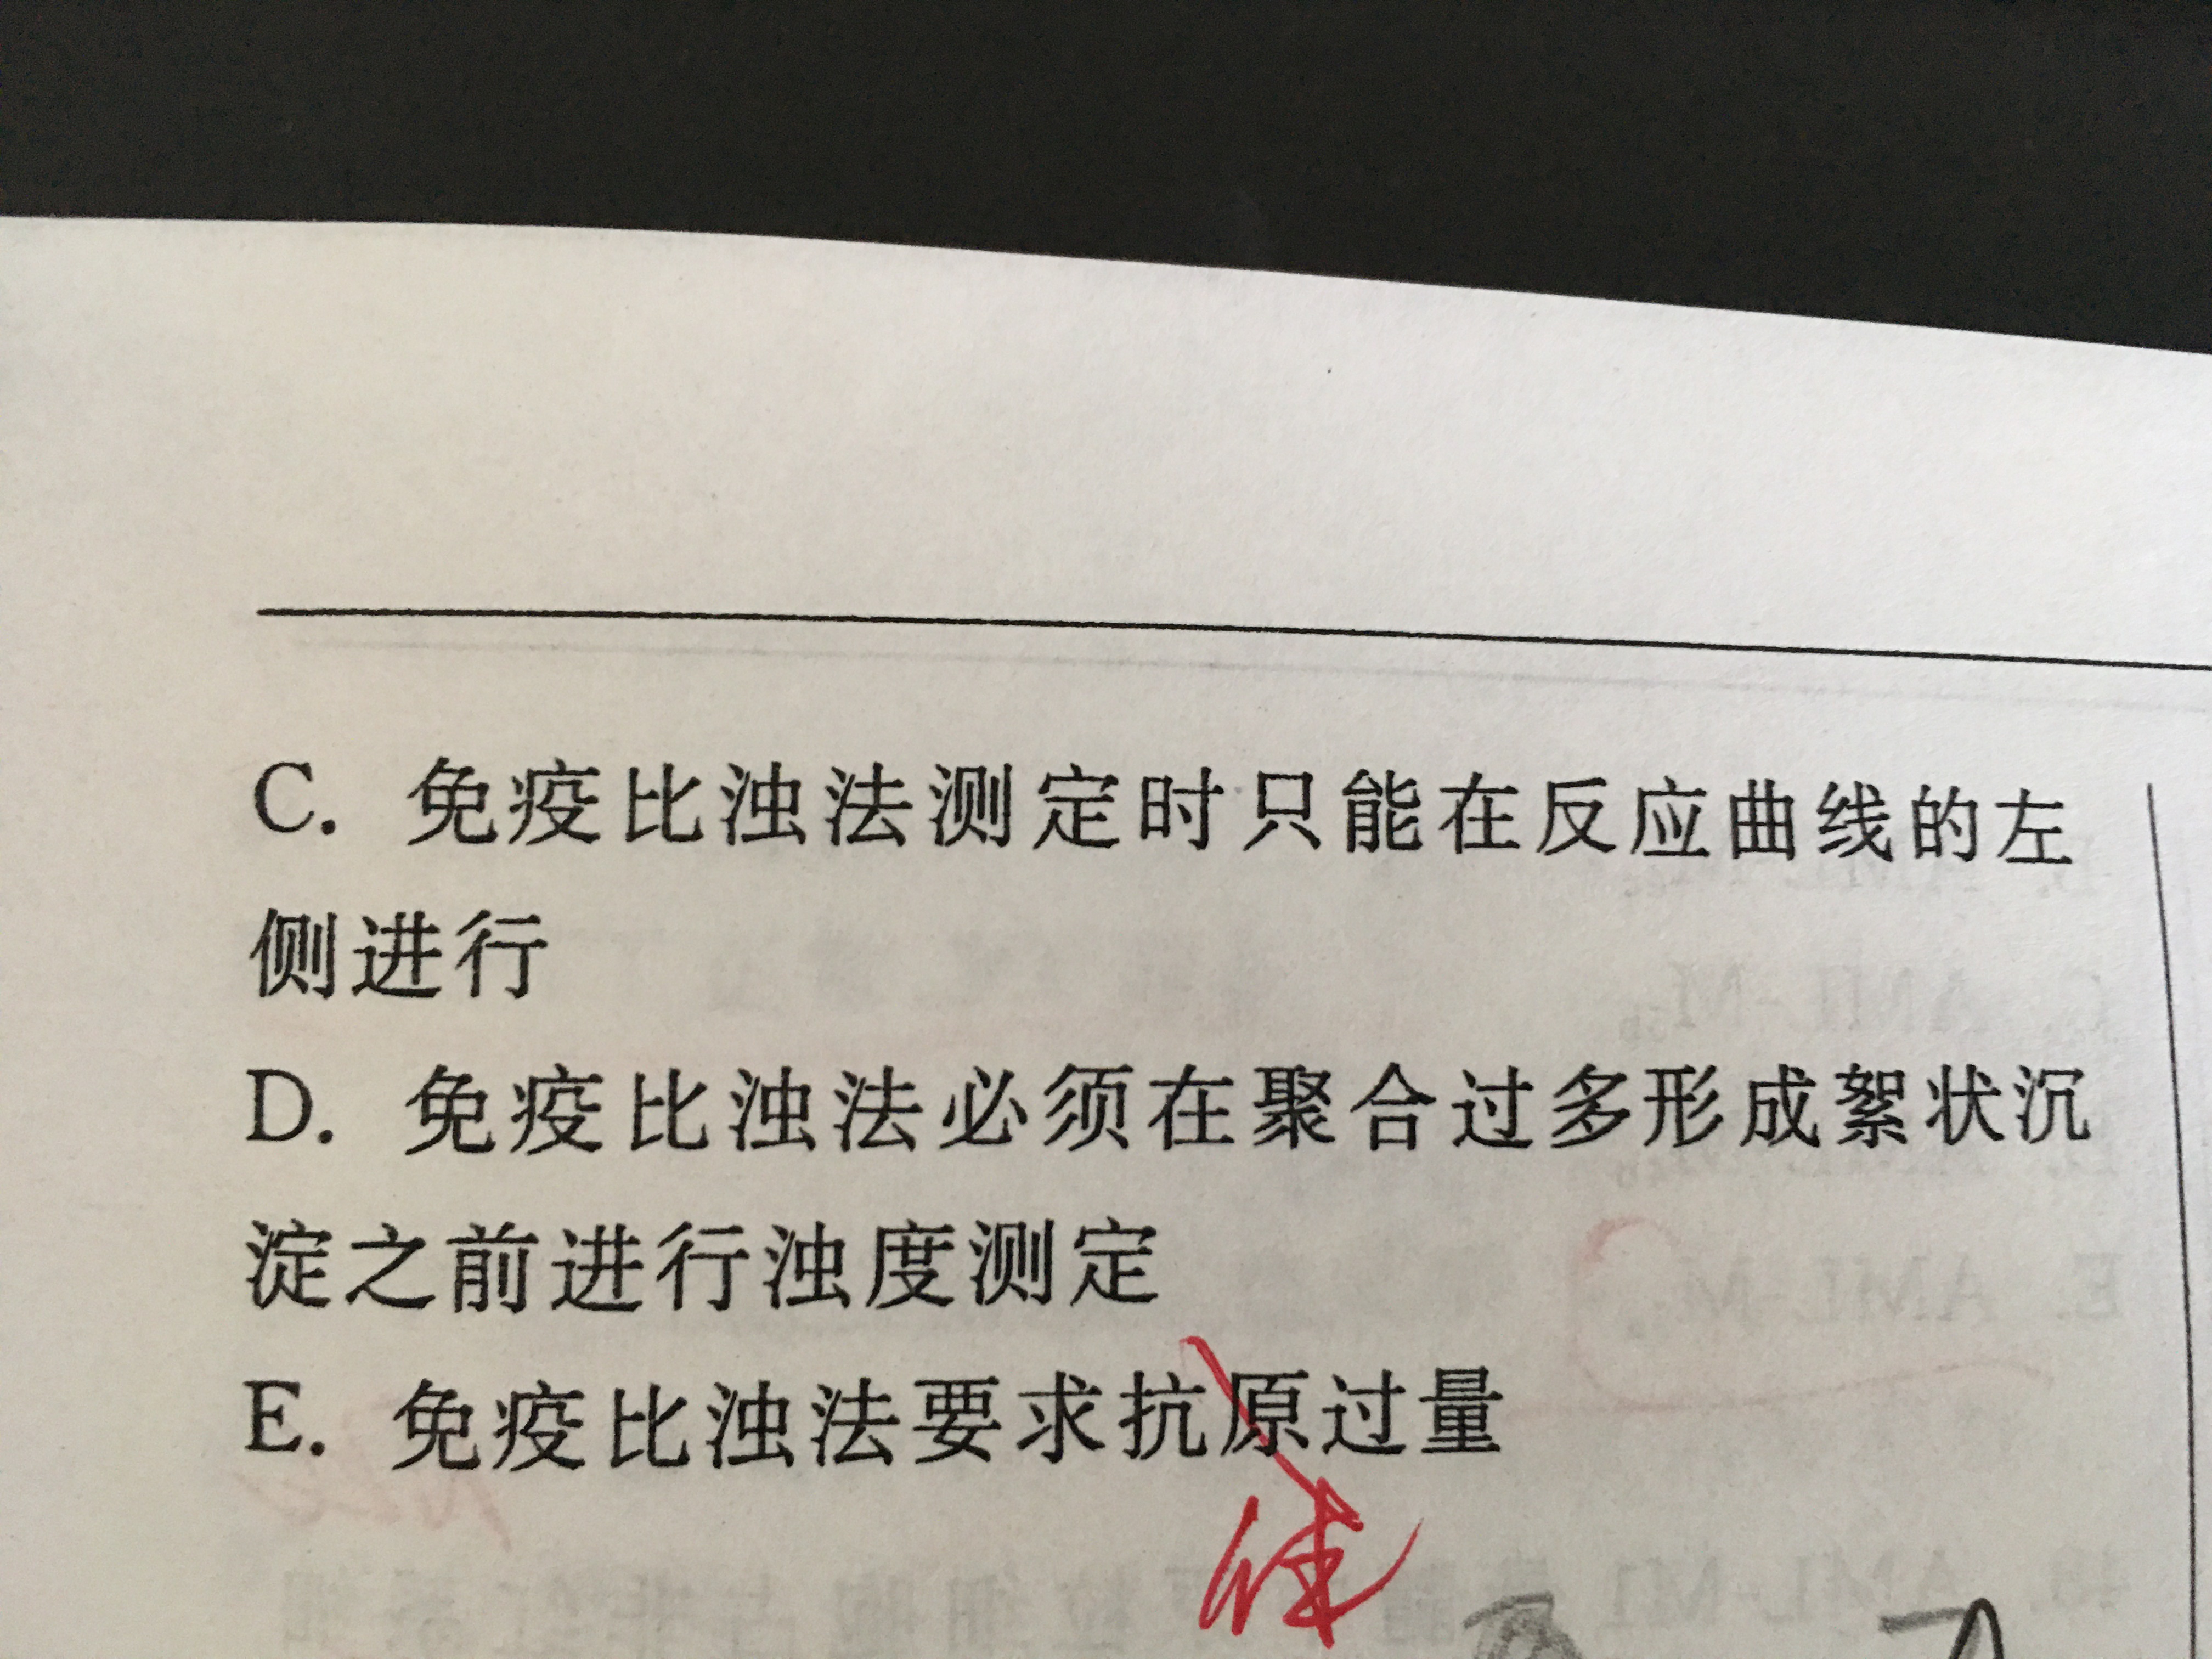 C. 免疫比浊法测定时只能在反应曲线的左
侧进行
D. 免疫比浊法必须在聚合过多形成絮状沉
淀之前进行浊度测定
E. 免疫比浊法要求抗原过量
体